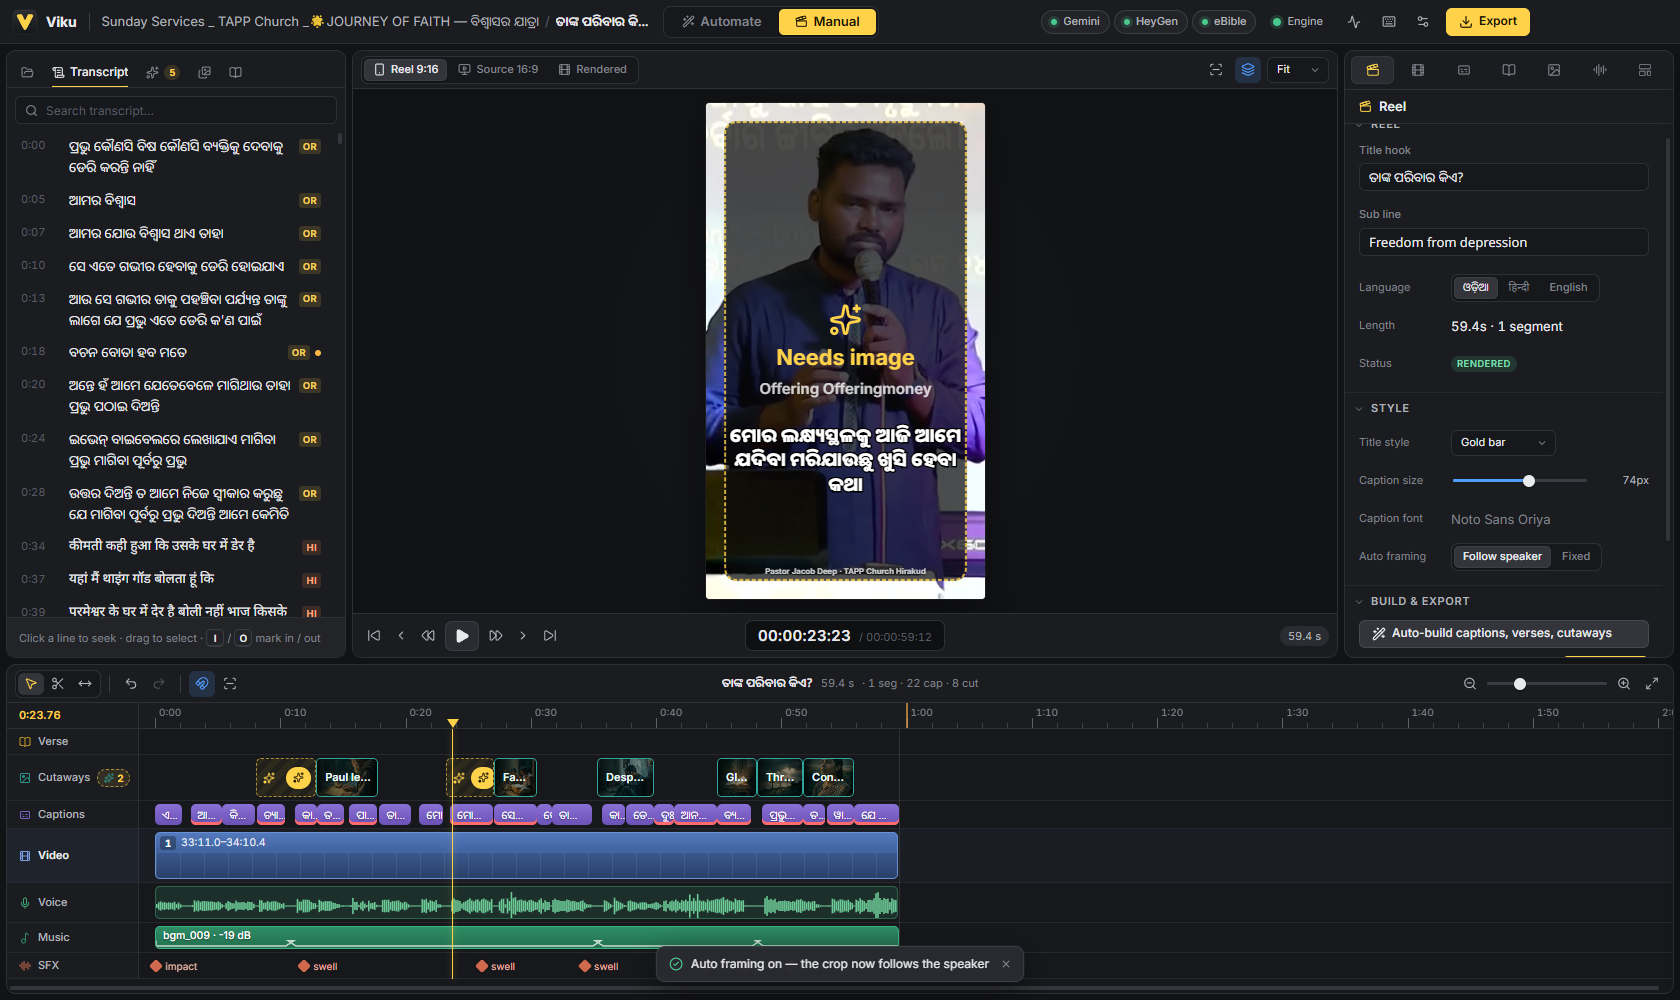 Viku
Sunday Services _ TAPP Church _🌟JOURNEY OF FAITH — ବିଶ୍ୱାସର ଯାତ୍ରା / ତାଙ୍କ ପରିବାର କି...
Automate
Manual
Gemini
HeyGen
eBible
Engine
Export
Transcript
5
Search transcript...
0:00 ପ୍ରଭୁ କୌଣସି ବିଷ କୌଣସି ବ୍ୟକ୍ତିକୁ ଦେବାକୁ OR
ଡେରି କରନ୍ତି ନାହିଁ
0:05 ଆମର ବିଶ୍ୱାସ OR
0:07 ଆମର ଯୋଉ ବିଶ୍ୱାସ ଥାଏ ତାହା OR
0:10 ସେ ଏତେ ଗଭୀର ହେବାକୁ ଡେରି ହୋଇଯାଏ OR
0:13 ଆଉ ସେ ଗଭୀର ତାକୁ ପହଞ୍ଚିବା ପର୍ଯ୍ୟନ୍ତ ତାଙ୍କୁ OR
ଲାଗେ ଯେ ପ୍ରଭୁ ଏତେ ଡେରି କ'ଣ ପାଇଁ
0:18 ବଚନ ବୋତା ହବ ମତେ OR
0:20 ଅନ୍ତେ ହଁ ଆମେ ଯେତେବେଳେ ମାଗିଥାଉ ତାହା OR
ପ୍ରଭୁ ପଠାଇ ଦିଅନ୍ତି
0:24 ଇଭେନ୍ ବାଇବେଲରେ ଲେଖାଯାଏ ମାଗିବା OR
ପ୍ରଭୁ ମାଗିବା ପୂର୍ବରୁ ପ୍ରଭୁ
0:28 ଉତ୍ତର ଦିଅନ୍ତି ତ ଆମେ ନିଜେ ସ୍ୱୀକାର କରୁଛୁ OR
ଯେ ମାଗିବା ପୂର୍ବରୁ ପ୍ରଭୁ ଦିଅନ୍ତି ଆମେ କେମିତି
0:34 कीमती कही हुआ कि उसके घर में डेर है HI
0:37 यहां मैं थाइंग गॉड बोलता हूं कि HI
0:39 परमेश्वर के घर में देर है बोली नहीं भाज किसके HI
Click a line to seek · drag to select · I / O mark in / out
Reel 9:16
Source 16:9
Rendered
Fit
Needs image
Offering Offeringmoney
ମୋର ଲକ୍ଷ୍ୟସ୍ଥଳକୁ ଆଜି ଆମେ
ଯଦିବା ମରିଯାଉଛୁ ଖୁସି ହେବା
କଥା
Pastor Jacob Deep · TAPP Church Hirakud
00:00:23:23 / 00:00:59:12
59.4 s
Reel
REEL
Title hook
ତାଙ୍କ ପରିବାର କିଏ?
Sub line
Freedom from depression
Language ଓଡ଼ିଆ हिन्दी English
Length 59.4s · 1 segment
Status RENDERED
STYLE
Title style Gold bar
Caption size 74px
Caption font Noto Sans Oriya
Auto framing Follow speaker Fixed
BUILD & EXPORT
Auto-build captions, verses, cutaways
ତାଙ୍କ ପରିବାର କିଏ? 59.4 s · 1 seg · 22 cap · 8 cut
0:23.76 0:00 0:10 0:20 0:30 0:40 0:50 1:00 1:10 1:20 1:30 1:40 1:50
Verse
Cutaways 2 Paul le... Fa... Desp... Gl... Thr... Con...
Captions ଏ... ଆ... କି... ତ... ପା... ତା... ମୋ... ସେ... ତା... ଡେ... ଆନ... ବ୍ୟ... ପ୍ରଭୁ... ତ... ଯେ ...
Video 1 33:11.0–34:10.4
Voice
Music bgm_009 · -19 dB
SFX impact swell swell swell
Auto framing on — the crop now follows the speaker